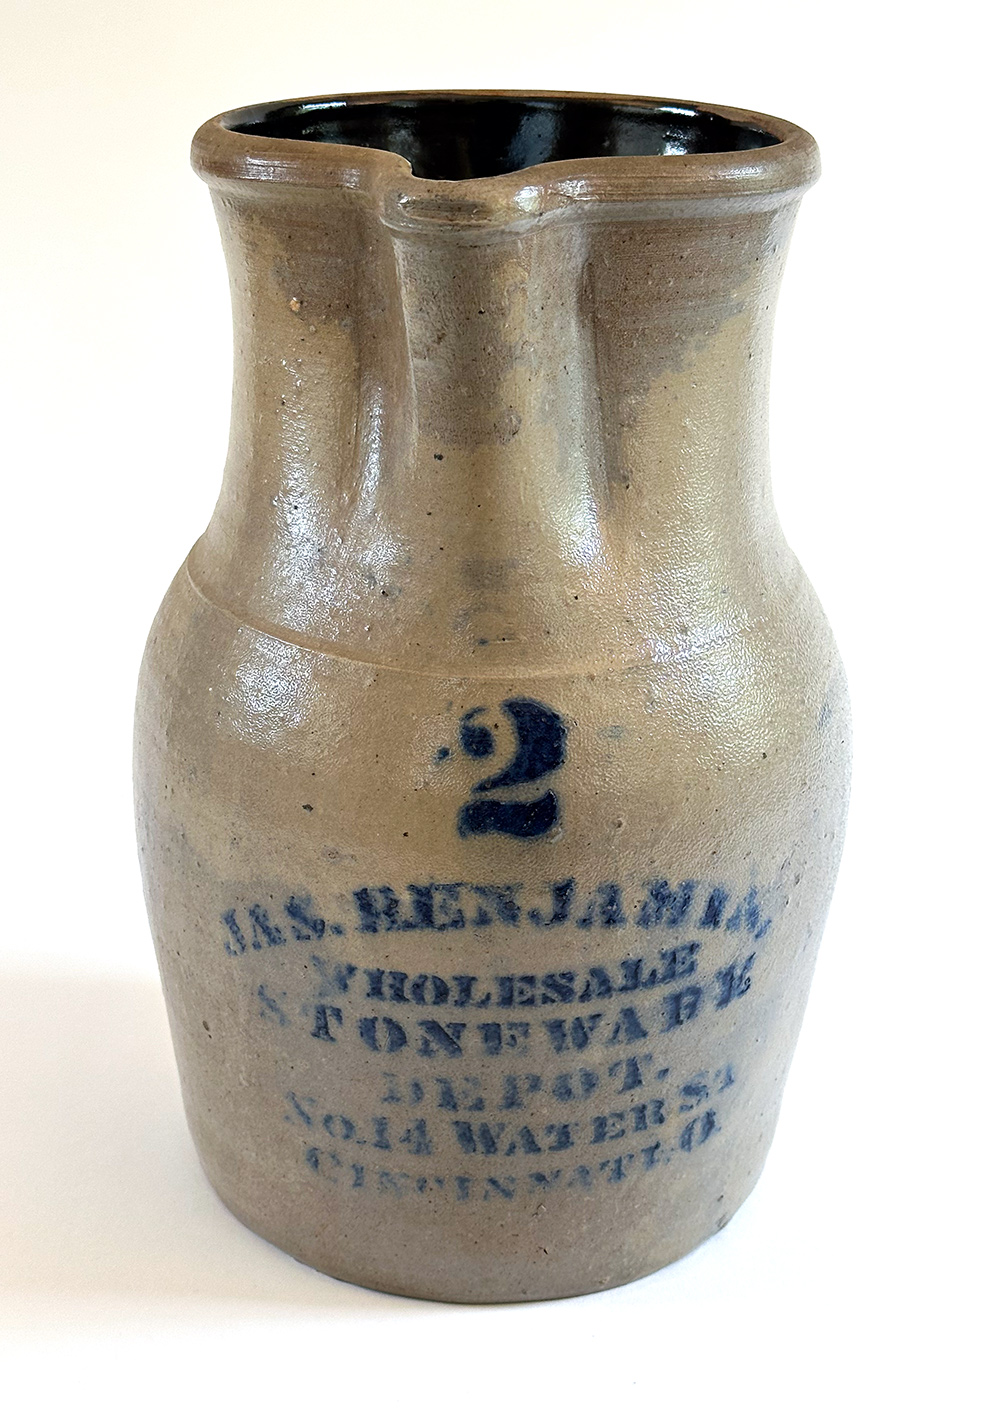 2
JAS. BENJAMIN,
WHOLESALE
STONEWARE
DEPOT.
No. 14 WATER ST
CINCINNATI, O.